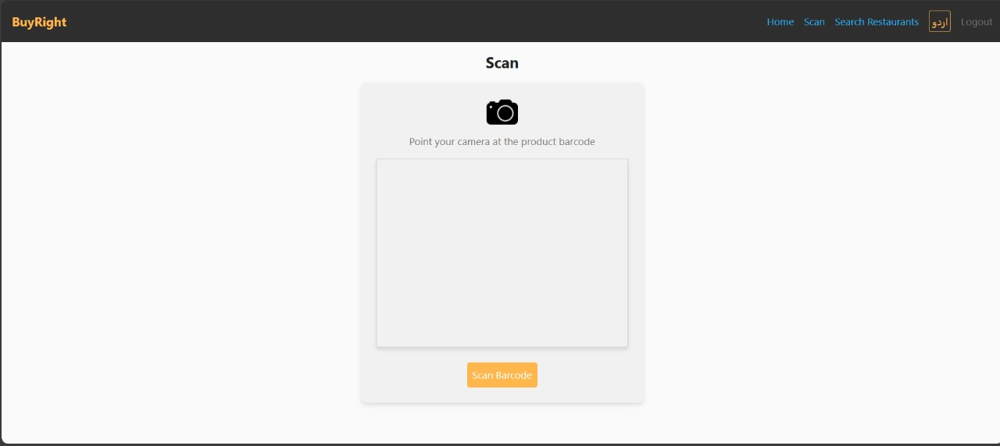 BuyRight
Home Scan Search Restaurants اردو Logout
Scan
Point your camera at the product barcode
Scan Barcode